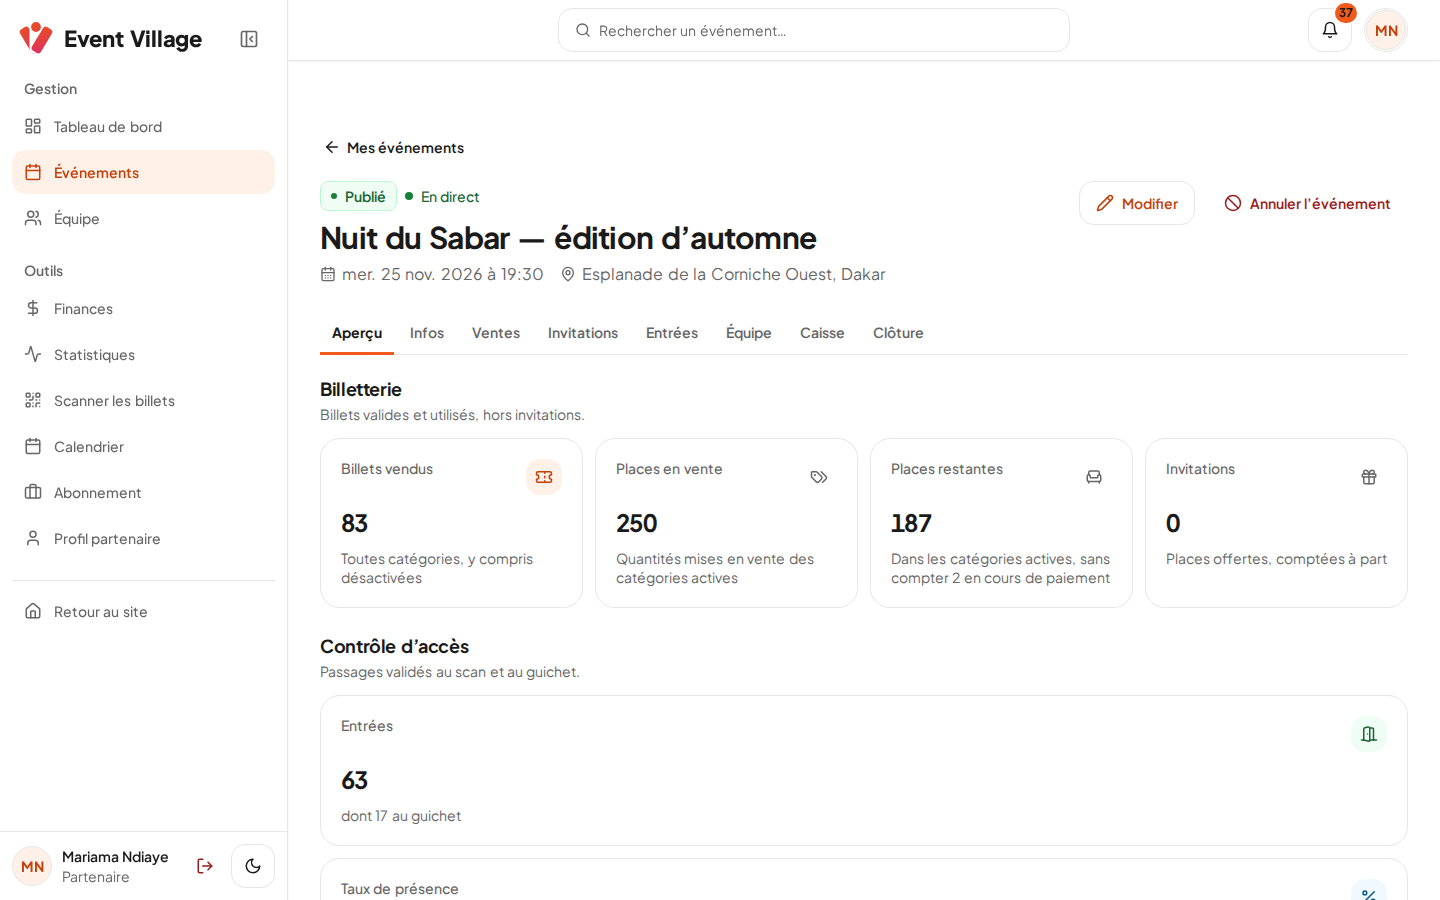 Event Village
Gestion
Tableau de bord
Événements
Équipe
Outils
Finances
Statistiques
Scanner les billets
Calendrier
Abonnement
Profil partenaire
Retour au site
MN
Mariama Ndiaye
Partenaire
Rechercher un événement…
37
MN
Mes événements
Publié
En direct
Modifier
Annuler l’événement
Nuit du Sabar — édition d’automne
mer. 25 nov. 2026 à 19:30
Esplanade de la Corniche Ouest, Dakar
Aperçu
Infos
Ventes
Invitations
Entrées
Équipe
Caisse
Clôture
Billetterie
Billets valides et utilisés, hors invitations.
Billets vendus
83
Toutes catégories, y compris
désactivées
Places en vente
250
Quantités mises en vente des
catégories actives
Places restantes
187
Dans les catégories actives, sans
compter 2 en cours de paiement
Invitations
0
Places offertes, comptées à part
Contrôle d’accès
Passages validés au scan et au guichet.
Entrées
63
dont 17 au guichet
Taux de présence